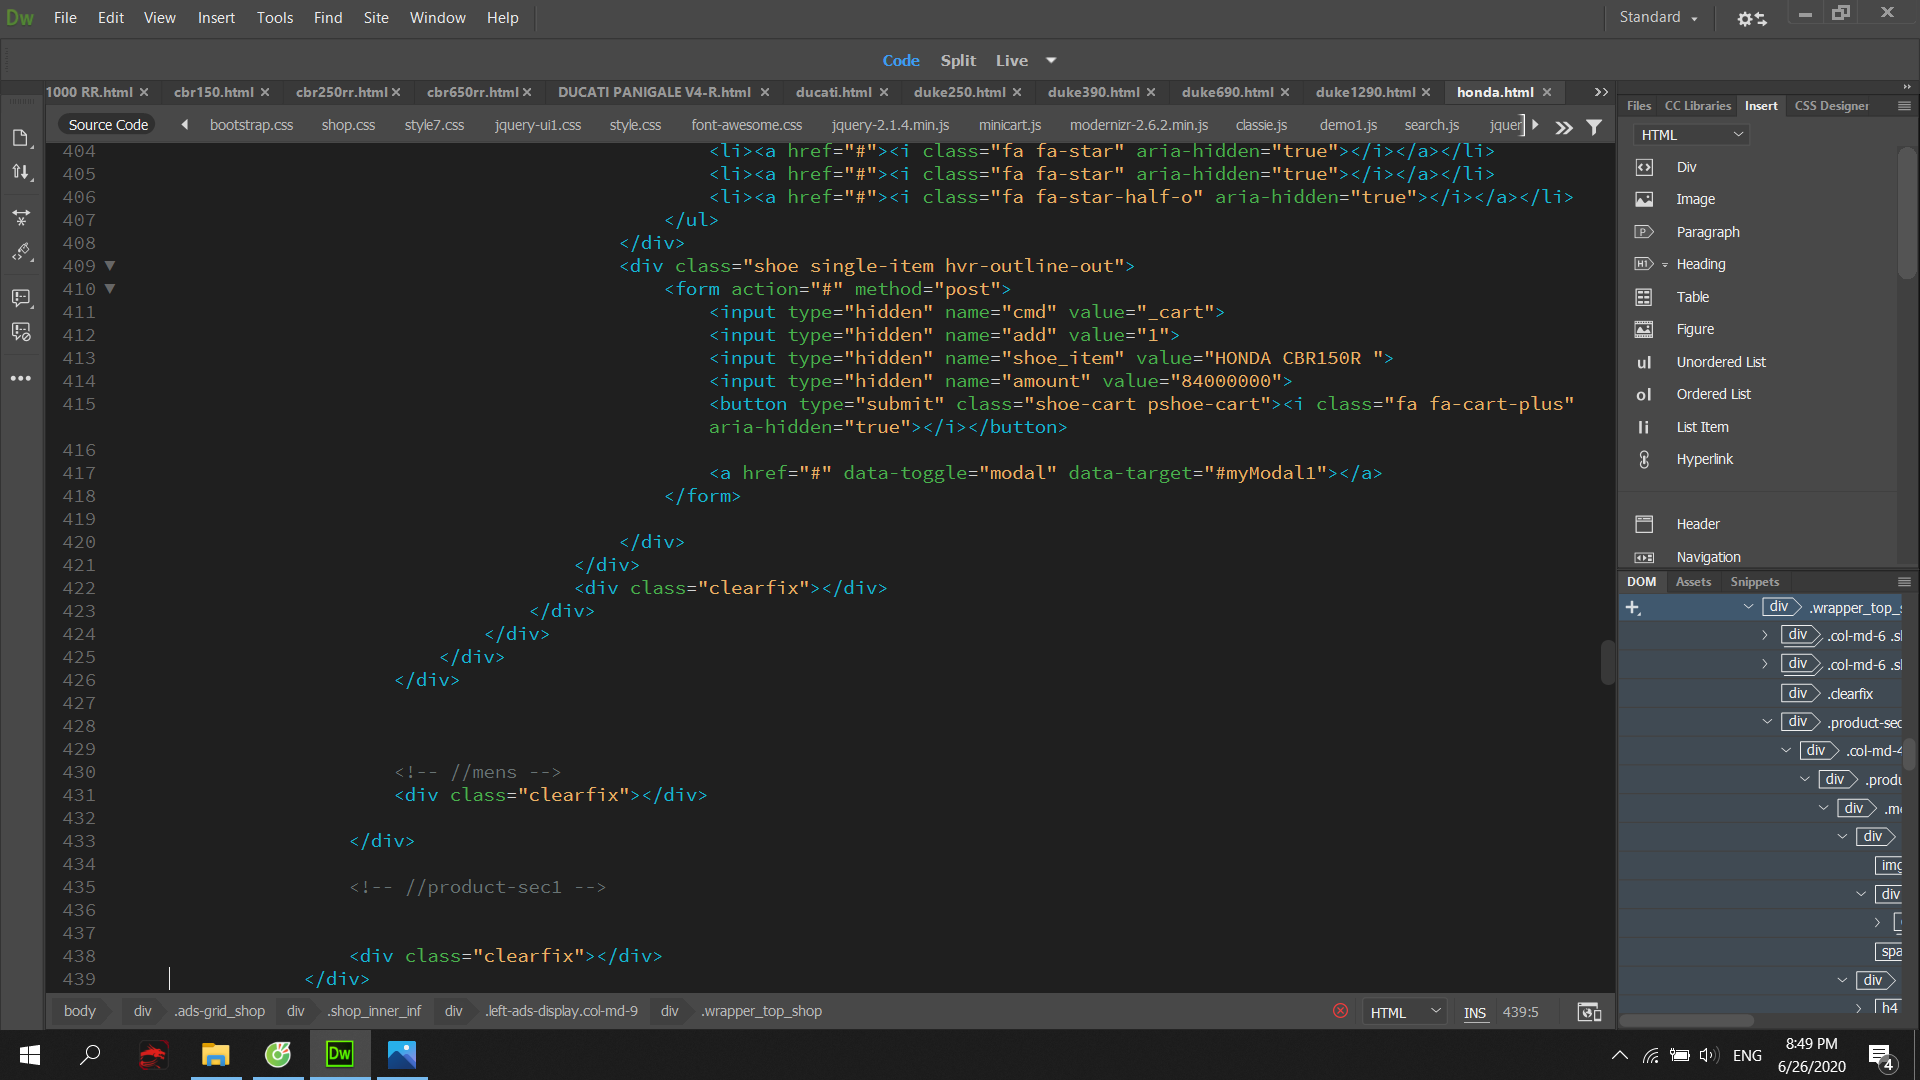 Dw File Edit View Insert Tools Find Site Window Help Standard
Code Split Live
1000 RR.html cbr150.html cbr250rr.html cbr650rr.html DUCATI PANIGALE V4-R.html ducati.html duke250.html duke390.html duke690.html duke1290.html honda.html
Source Code bootstrap.css shop.css style7.css jquery-ui1.css style.css font-awesome.css jquery-2.1.4.min.js minicart.js modernizr-2.6.2.min.js classie.js demo1.js search.js jquer
404 <li><a href="#"><i class="fa fa-star" aria-hidden="true"></i></a></li>
405 <li><a href="#"><i class="fa fa-star" aria-hidden="true"></i></a></li>
406 <li><a href="#"><i class="fa fa-star-half-o" aria-hidden="true"></i></a></li>
407 </ul>
408 </div>
409 <div class="shoe single-item hvr-outline-out">
410 <form action="#" method="post">
411 <input type="hidden" name="cmd" value="_cart">
412 <input type="hidden" name="add" value="1">
413 <input type="hidden" name="shoe_item" value="HONDA CBR150R ">
414 <input type="hidden" name="amount" value="84000000">
415 <button type="submit" class="shoe-cart pshoe-cart"><i class="fa fa-cart-plus"
aria-hidden="true"></i></button>
416
417 <a href="#" data-toggle="modal" data-target="#myModal1"></a>
418 </form>
419
420 </div>
421 </div>
422 <div class="clearfix"></div>
423 </div>
424 </div>
425 </div>
426 </div>
427
428
429
430 <!-- //mens -->
431 <div class="clearfix"></div>
432
433 </div>
434
435 <!-- //product-sec1 -->
436
437
438 <div class="clearfix"></div>
439 </div>
body div .ads-grid_shop div .shop_inner_inf div .left-ads-display.col-md-9 div .wrapper_top_shop HTML INS 439:5
Files CC Libraries Insert CSS Designer
HTML
Div
Image
Paragraph
H1 Heading
Table
Figure
ul Unordered List
ol Ordered List
li List Item
Hyperlink
Header
Navigation
DOM Assets Snippets
div .wrapper_top_s
div .col-md-6 .sl
div .col-md-6 .sl
div .clearfix
div .product-sec
div .col-md-4
div .produ
div .me
div
img
div
spa
div
h4
Dw ENG 8:49 PM
6/26/2020 4